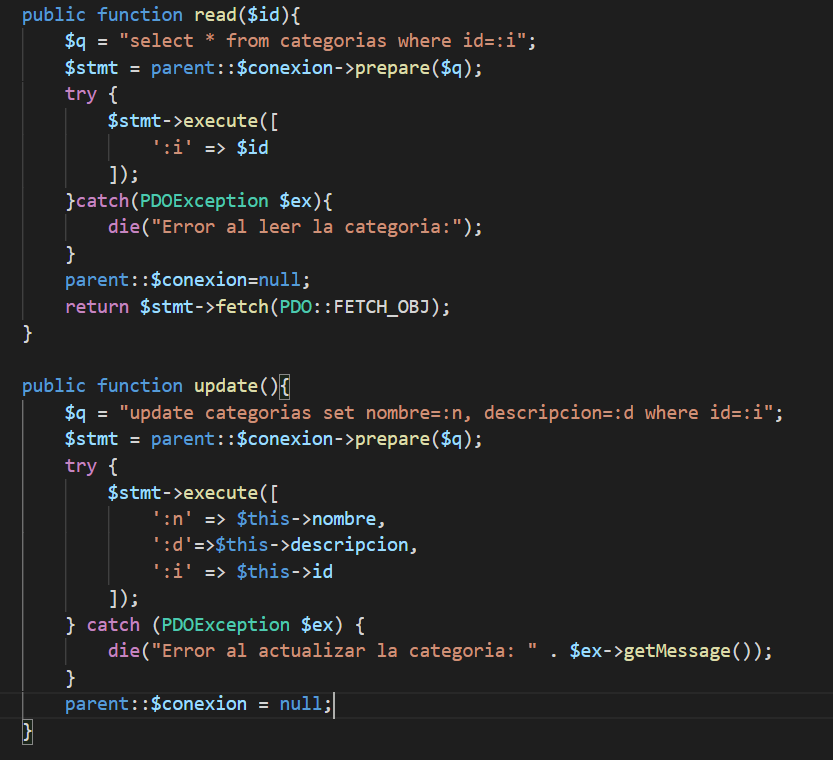 public function read($id){
    $q = "select * from categorias where id=:i";
    $stmt = parent::$conexion->prepare($q);
    try {
        $stmt->execute([
            ':i' => $id
        ]);
    }catch(PDOException $ex){
        die("Error al leer la categoria:");
    }
    parent::$conexion=null;
    return $stmt->fetch(PDO::FETCH_OBJ);
}
public function update(){
    $q = "update categorias set nombre=:n, descripcion=:d where id=:i";
    $stmt = parent::$conexion->prepare($q);
    try {
        $stmt->execute([
            ':n' => $this->nombre,
            ':d'=>$this->descripcion,
            ':i' => $this->id
        ]);
    } catch (PDOException $ex) {
        die("Error al actualizar la categoria: " . $ex->getMessage());
    }
    parent::$conexion = null;
}